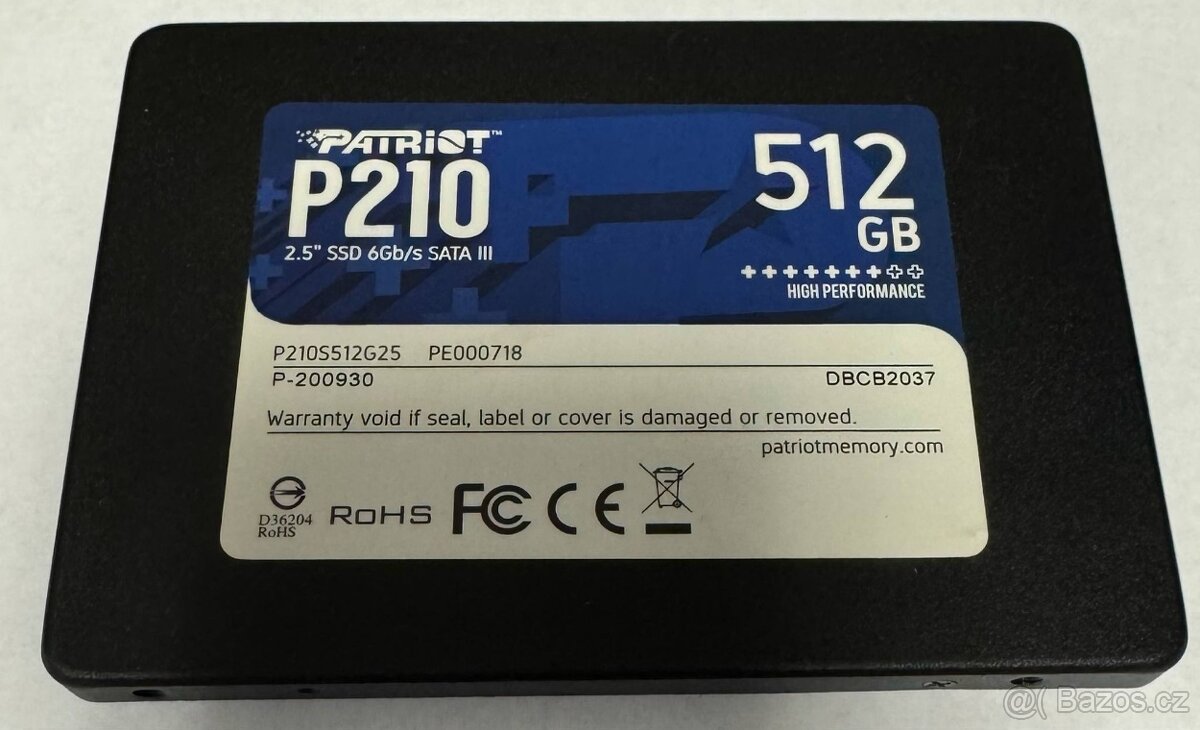 PATRIOT™
P210
2.5" SSD 6Gb/s SATA III
512
GB
HIGH PERFORMANCE
P210S512G25 PE000718
P-200930 DBCB2037
Warranty void if seal, label or cover is damaged or removed.
patriotmemory.com
D36204
RoHS
RoHS FC CE
@( Bazos.cz